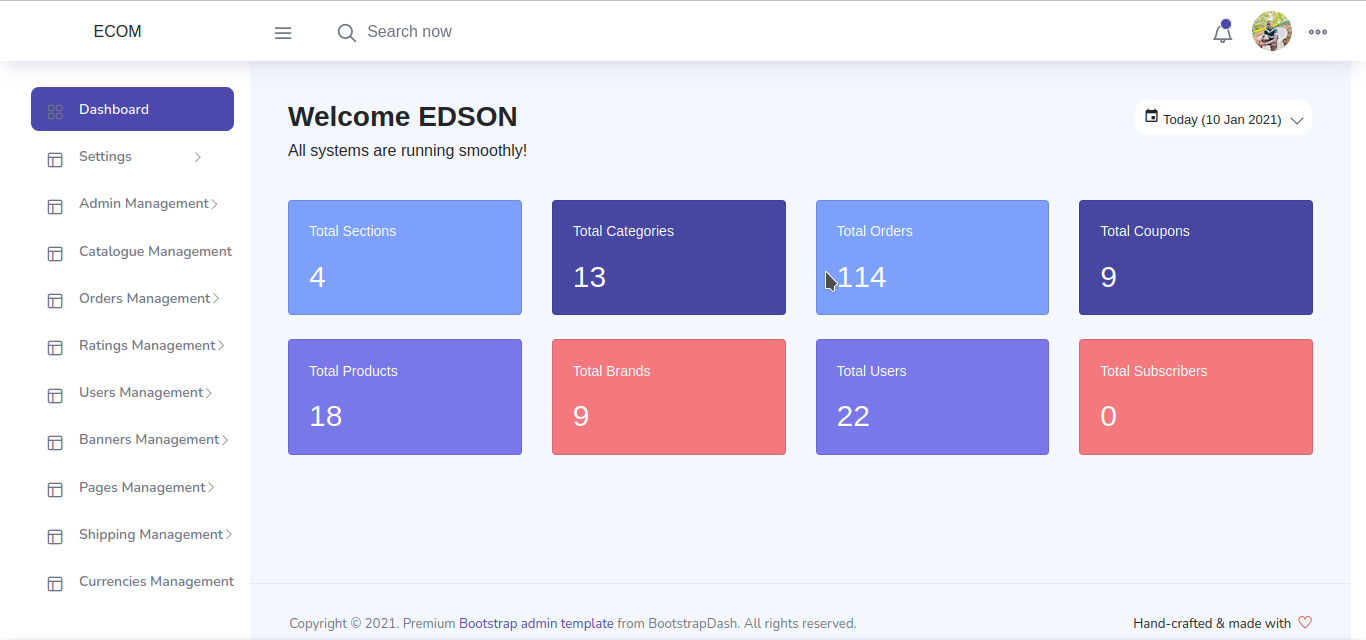 ECOM
Search now
Dashboard
Settings
Admin Management
Catalogue Management
Orders Management
Ratings Management
Users Management
Banners Management
Pages Management
Shipping Management
Currencies Management
Welcome EDSON
All systems are running smoothly!
Today (10 Jan 2021)
Total Sections
4
Total Categories
13
Total Orders
114
Total Coupons
9
Total Products
18
Total Brands
9
Total Users
22
Total Subscribers
0
Copyright © 2021. Premium Bootstrap admin template from BootstrapDash. All rights reserved.
Hand-crafted & made with